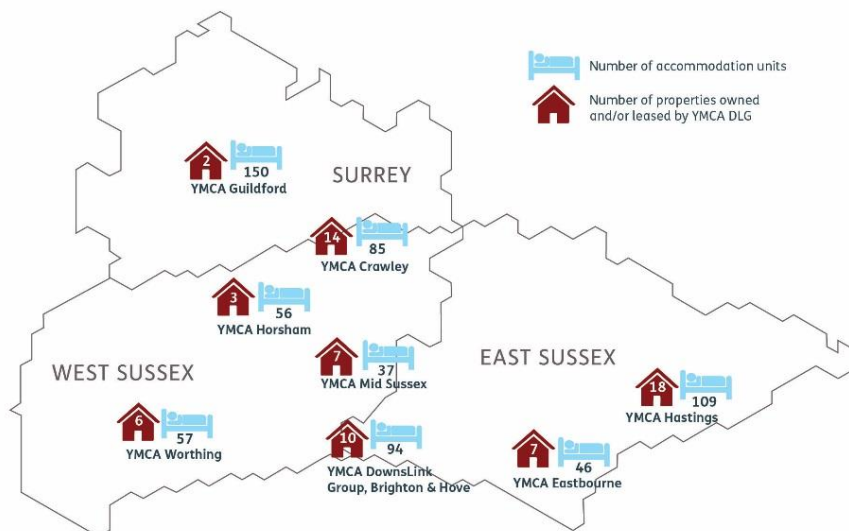 Number of accommodation units
Number of properties owned
and/or leased by YMCA DLG
2
150
YMCA Guildford
SURREY
14
85
YMCA Crawley
3
56
YMCA Horsham
WEST SUSSEX
7
37
YMCA Mid Sussex
EAST SUSSEX
18
109
YMCA Hastings
6
57
YMCA Worthing
10
94
YMCA DownsLink
Group, Brighton & Hove
7
46
YMCA Eastbourne